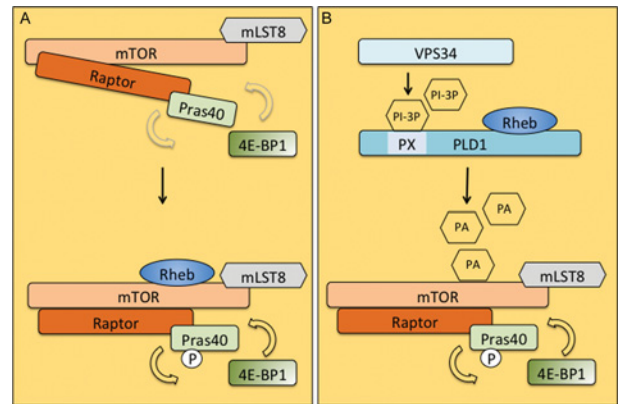 A
mLST8
mTOR
Raptor
Pras40
4E-BP1
Rheb
mLST8
mTOR
Raptor
Pras40
P
4E-BP1
B
VPS34
PI-3P
PI-3P
Rheb
PX PLD1
PA
PA
PA
mLST8
mTOR
Raptor
Pras40
P
4E-BP1